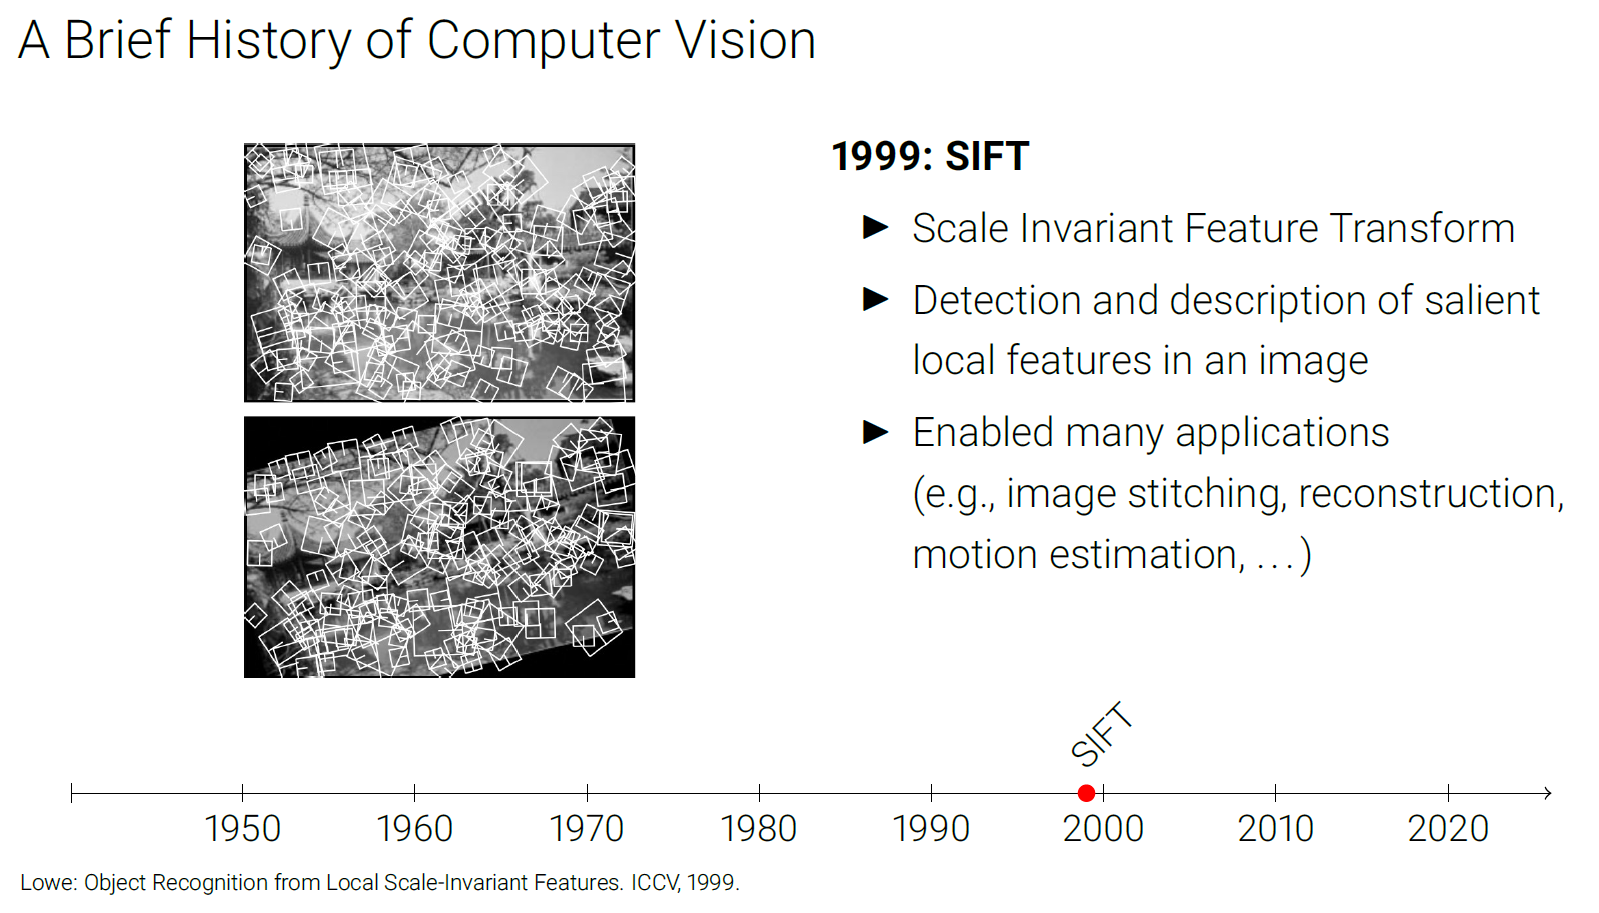 A Brief History of Computer Vision
1999: SIFT
► Scale Invariant Feature Transform
► Detection and description of salient
local features in an image
► Enabled many applications
(e.g., image stitching, reconstruction,
motion estimation, ...)
SIFT
1950 1960 1970 1980 1990 2000 2010 2020
Lowe: Object Recognition from Local Scale-Invariant Features. ICCV, 1999.